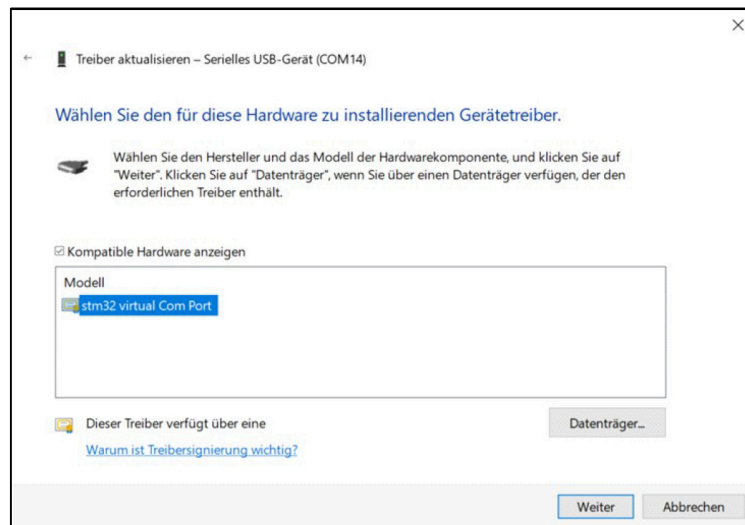 Treiber aktualisieren – Serielles USB-Gerät (COM14)
Wählen Sie den für diese Hardware zu installierenden Gerätetreiber.
Wählen Sie den Hersteller und das Modell der Hardwarekomponente, und klicken Sie auf
"Weiter". Klicken Sie auf "Datenträger", wenn Sie über einen Datenträger verfügen, der den
erforderlichen Treiber enthält.
Kompatible Hardware anzeigen
Modell
stm32 virtual Com Port
Dieser Treiber verfügt über eine
Datenträger...
Warum ist Treibersignierung wichtig?
Weiter
Abbrechen